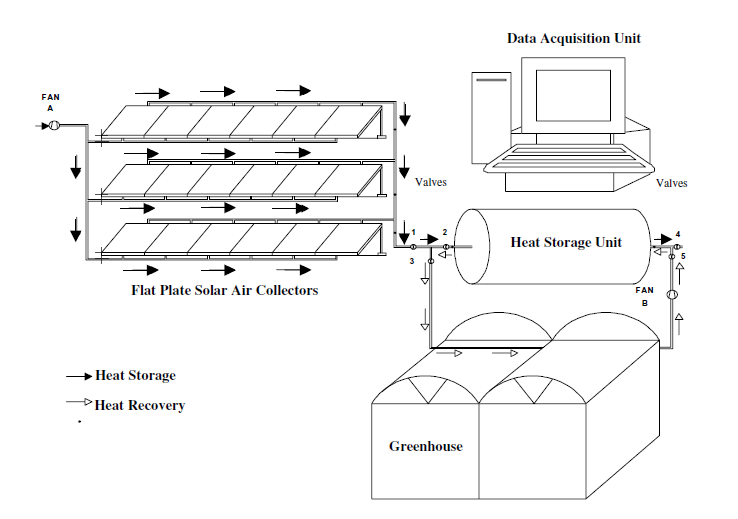 Data Acquisition Unit
FAN
A
Valves
Valves
1
2
3
Heat Storage Unit
4
5
FAN
B
Flat Plate Solar Air Collectors
Heat Storage
Heat Recovery
Greenhouse